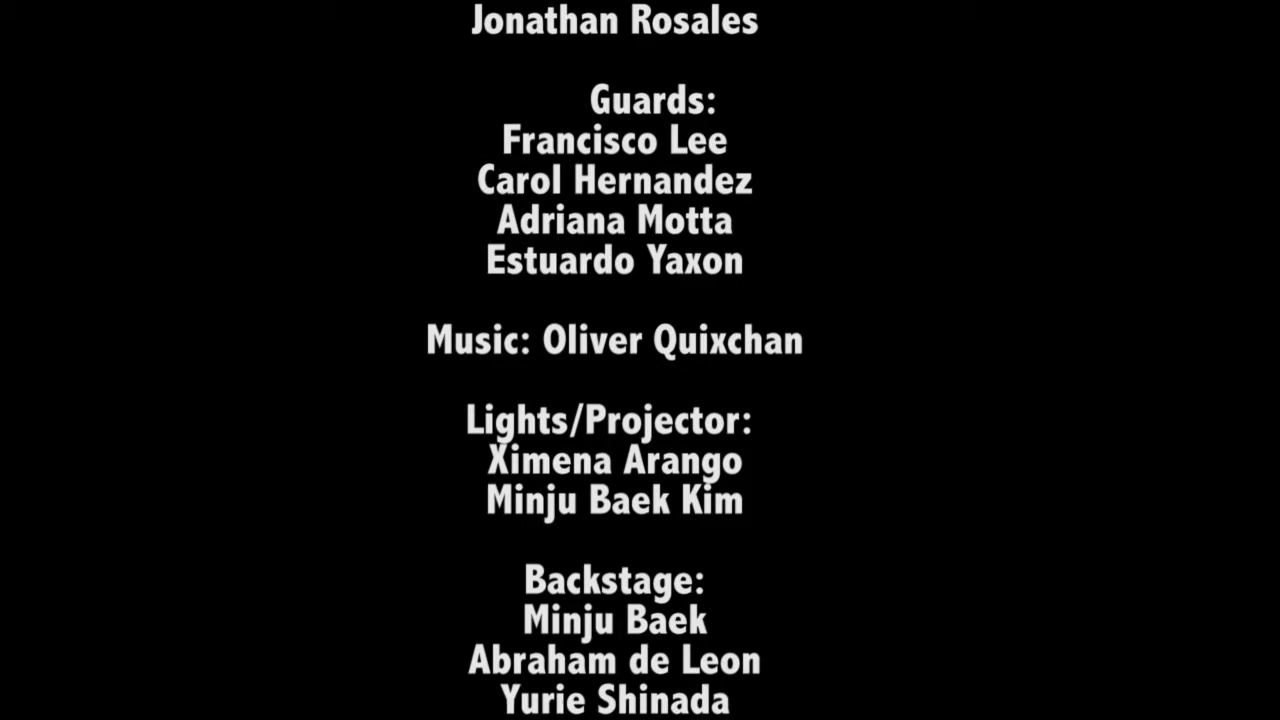 Jonathan Rosales
Guards:
Francisco Lee
Carol Hernandez
Adriana Motta
Estuardo Yaxon
Music: Oliver Quixchan
Lights/Projector:
Ximena Arango
Minju Baek Kim
Backstage:
Minju Baek
Abraham de Leon
Yurie Shinada